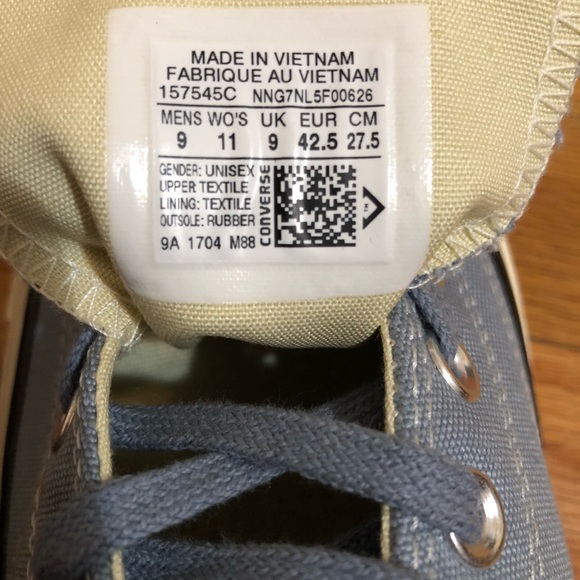 MADE IN VIETNAM
FABRIQUE AU VIETNAM
157545C NNG7NL5F00626
MENS WO'S UK EUR CM
9 11 9 42.5 27.5
GENDER: UNISEX
UPPER TEXTILE
LINING: TEXTILE
OUTSOLE: RUBBER
9A 1704 M88
CONVERSE